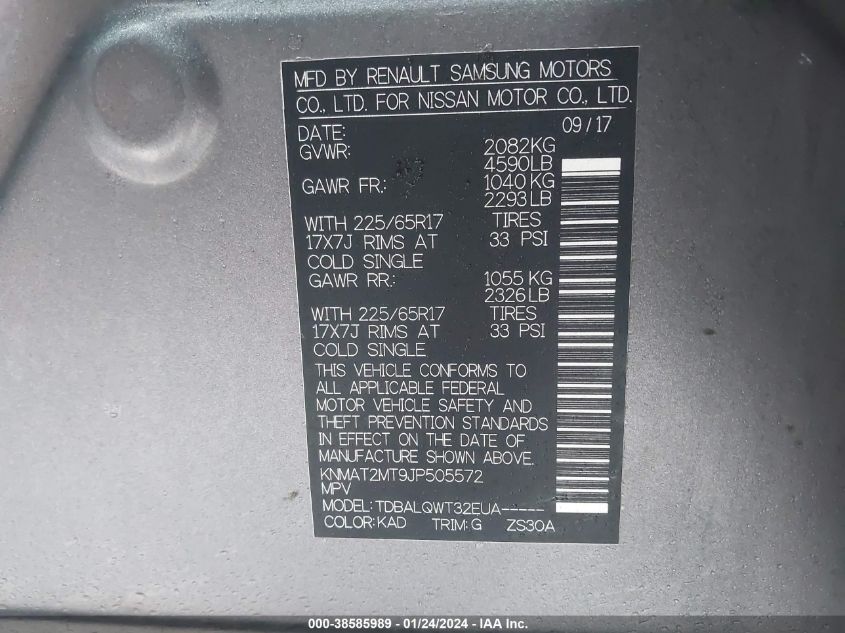 MFD BY RENAULT SAMSUNG MOTORS
CO., LTD. FOR NISSAN MOTOR CO., LTD.
DATE: 09/17
GVWR: 2082KG
4590LB
GAWR FR.: 1040 KG
2293 LB
WITH 225/65R17 TIRES
17X7J RIMS AT 33 PSI
COLD SINGLE
GAWR RR.: 1055 KG
2326 LB
WITH 225/65R17 TIRES
17X7J RIMS AT 33 PSI
COLD SINGLE
THIS VEHICLE CONFORMS TO
ALL APPLICABLE FEDERAL
MOTOR VEHICLE SAFETY AND
THEFT PREVENTION STANDARDS
IN EFFECT ON THE DATE OF
MANUFACTURE SHOWN ABOVE.
KNMAT2MT9JP505572
MPV
MODEL: TDBALQWT32EUA-----
COLOR: KAD TRIM: G ZS30A
000-38585989 - 01/24/2024 - IAA Inc.